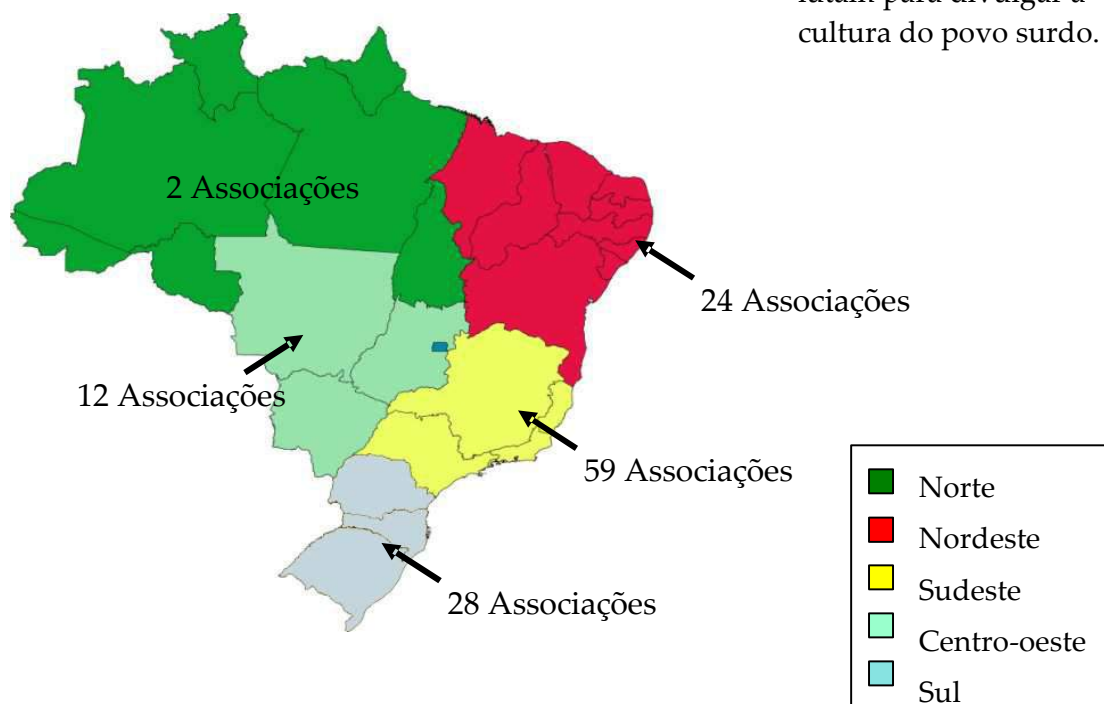 cultura do povo surdo.
2 Associações
24 Associações
12 Associações
59 Associações
28 Associações
Norte
Nordeste
Sudeste
Centro-oeste
Sul